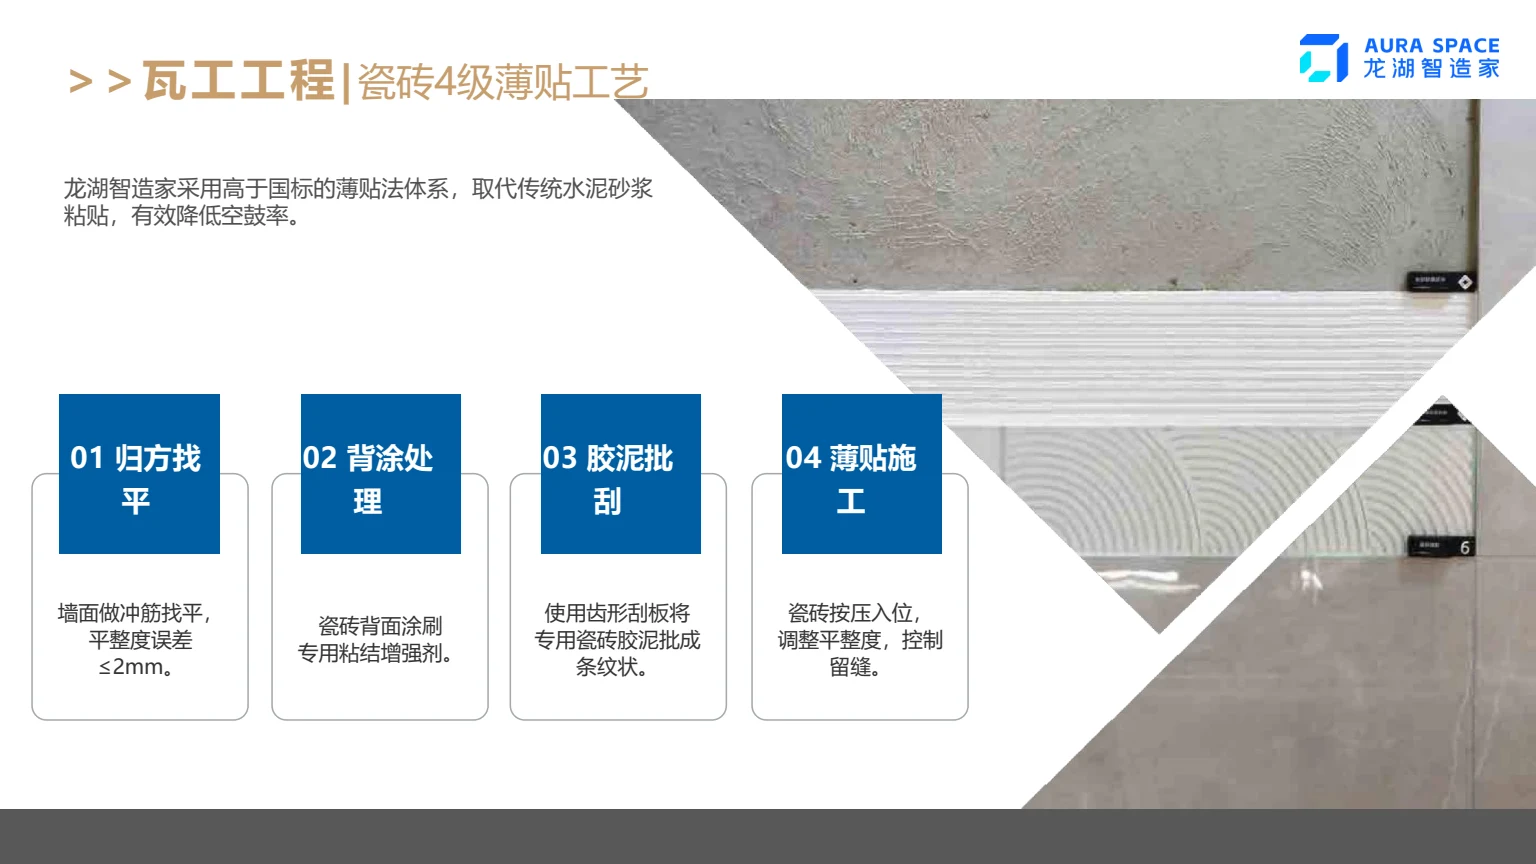 >>瓦工工程|瓷砖4级薄贴工艺
AURA SPACE
龙湖智造家
龙湖智造家采用高于国标的薄贴法体系，取代传统水泥砂浆
粘贴，有效降低空鼓率。
01 归方找
平
墙面做冲筋找平，
平整度误差
≤2mm。
02 背涂处
理
瓷砖背面涂刷
专用粘结增强剂。
03 胶泥批
刮
使用齿形刮板将
专用瓷砖胶泥批成
条纹状。
04 薄贴施
工
瓷砖按压入位，
调整平整度，控制
留缝。
6